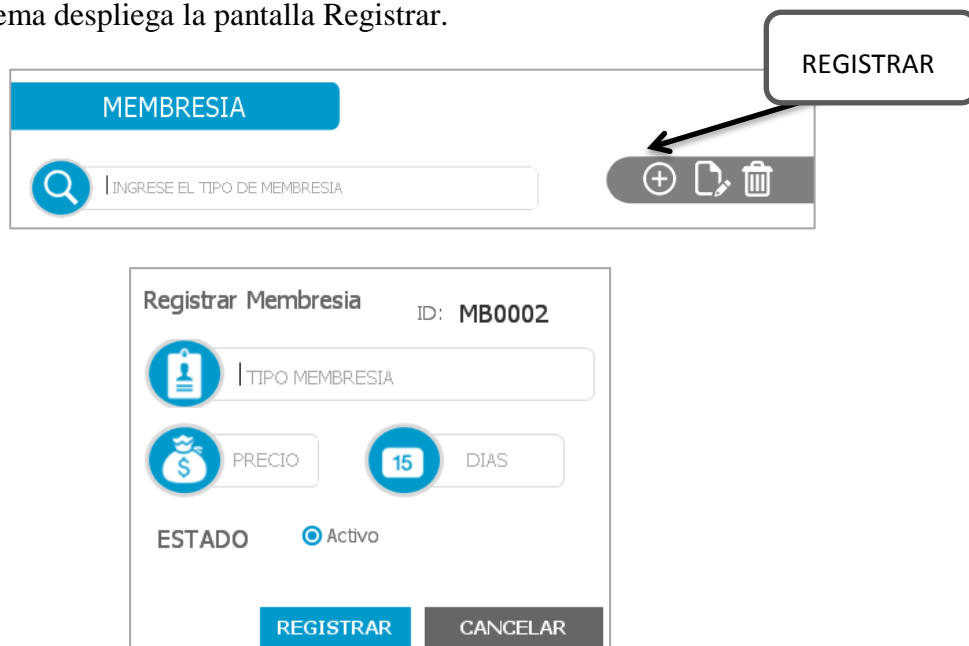 ema despliega la pantalla Registrar.
REGISTRAR
MEMBRESIA
INGRESE EL TIPO DE MEMBRESIA
Registrar Membresia ID: MB0002
TIPO MEMBRESIA
$ PRECIO 15 DIAS
ESTADO Activo
REGISTRAR CANCELAR